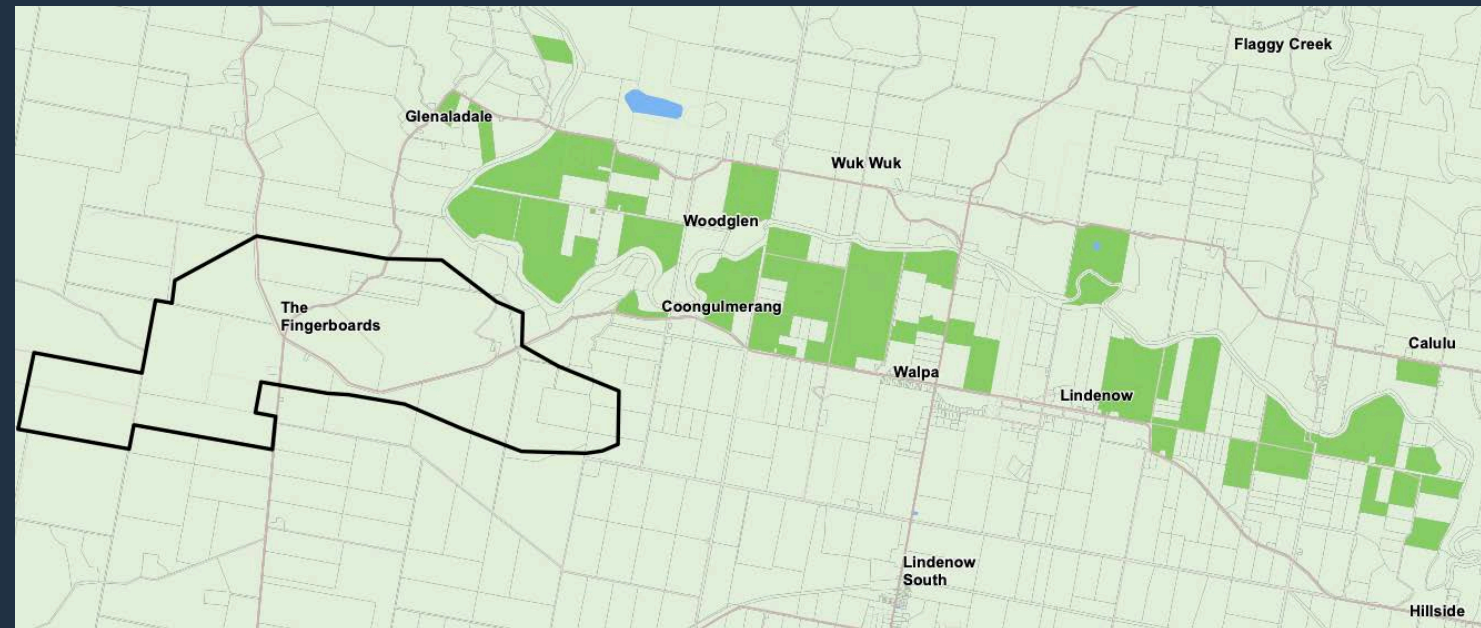 Flaggy Creek
Glenaladale
Wuk Wuk
Woodglen
The
Fingerboards
Coongulmerang
Calulu
Walpa
Lindenow
Lindenow
South
Hillside